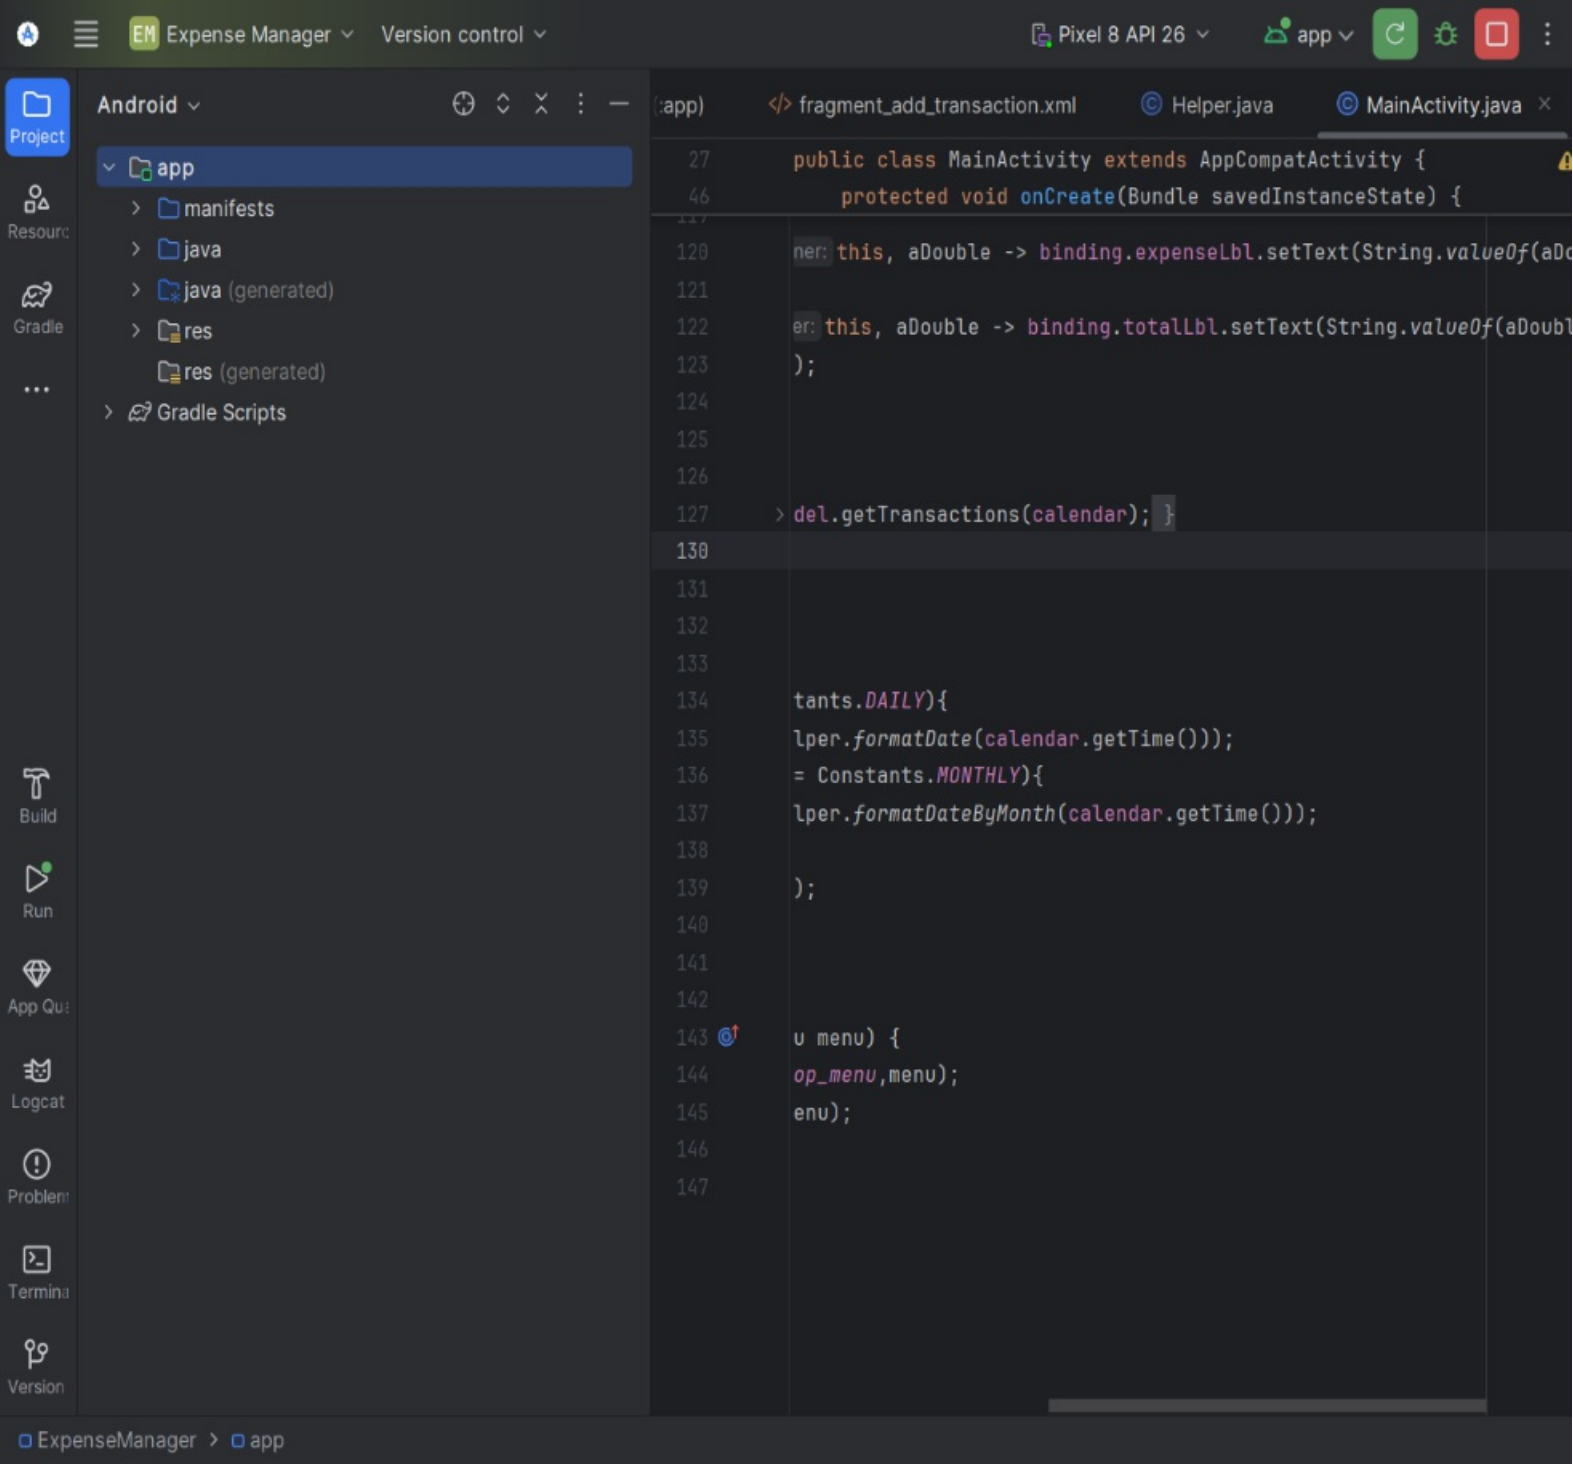 EM Expense Manager Version control Pixel 8 API 26 app
Project
Resourc
Gradle
Build
Run
App Qua
Logcat
Problem
Termina
Version
Android
app
manifests
java
java (generated)
res
res (generated)
Gradle Scripts
:app) fragment_add_transaction.xml Helper.java MainActivity.java
27 public class MainActivity extends AppCompatActivity {
46 protected void onCreate(Bundle savedInstanceState) {
120 ner: this, aDouble -> binding.expenseLbl.setText(String.valueOf(aDo
121
122 er: this, aDouble -> binding.totalLbl.setText(String.valueOf(aDoubl
123 );
124
125
126
127 del.getTransactions(calendar); }
130
131
132
133
134 tants.DAILY){
135 lper.formatDate(calendar.getTime()));
136 = Constants.MONTHLY){
137 lper.formatDateByMonth(calendar.getTime()));
138
139 );
140
141
142
143 u menu) {
144 op_menu,menu);
145 enu);
146
147
ExpenseManager > app